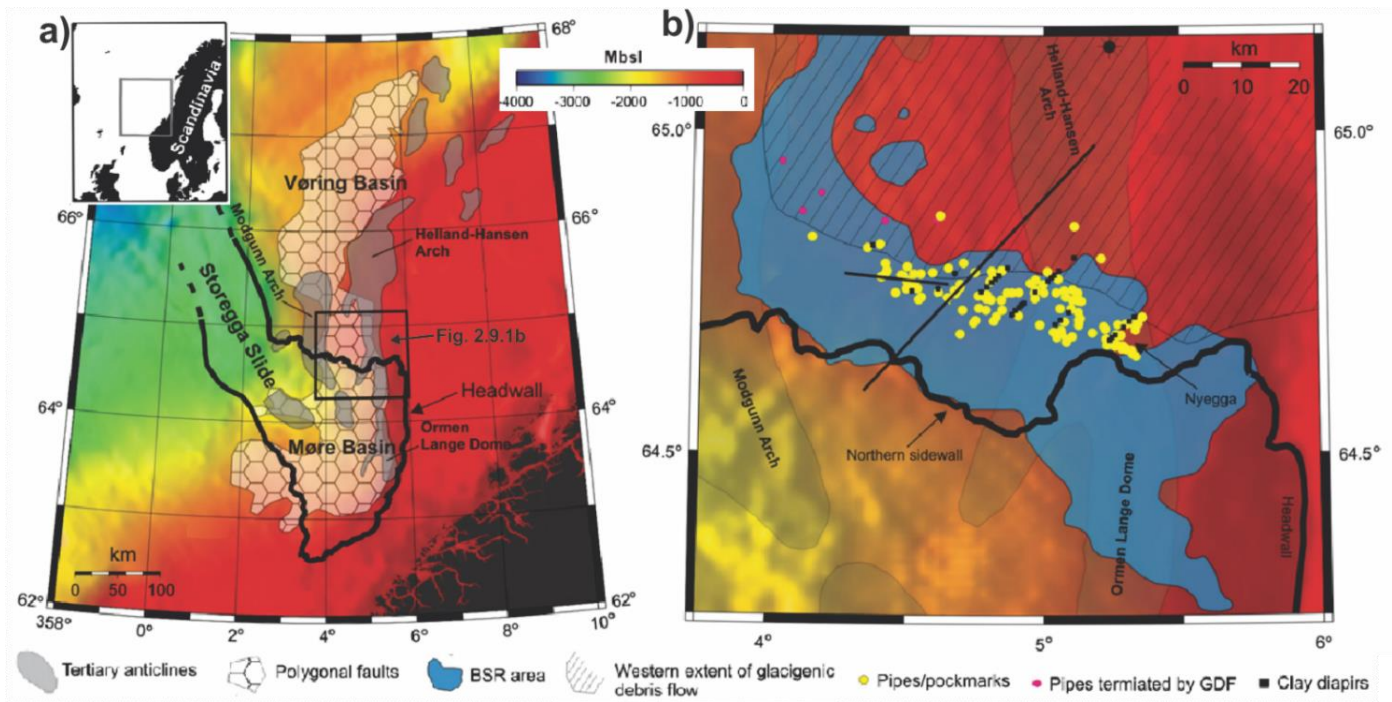 a)
Scandinavia
Mbsl
-4000 -3000 -2000 -1000 0
68°
66°
66°
64°
64°
62°
62°
358° 0° 2° 4° 6° 8° 10°
Vøring Basin
Modgunn Arch
Helland-Hansen
Arch
Storegga Slide
Fig. 2.9.1b
Headwall
Ormen
Lange Dome
Møre Basin
km
0 50 100
b)
km
0 10 20
Helland-Hansen
Arch
65.0°
65.0°
64.5°
64.5°
4° 5° 6°
Modgunn Arch
Northern sidewall
Nyegga
Ormen Lange Dome
Headwall
Tertiary anticlines
Polygonal faults
BSR area
Western extent of glacigenic
debris flow
Pipes/pockmarks
Pipes termiated by GDF
Clay diapirs